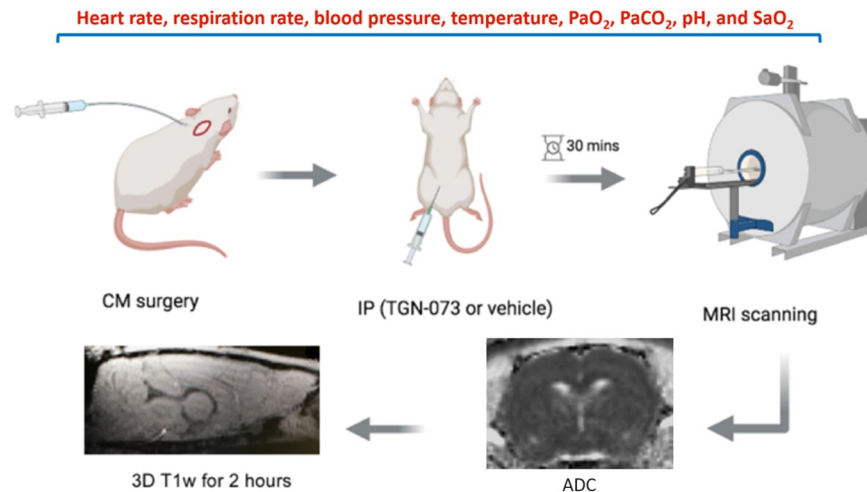 Heart rate, respiration rate, blood pressure, temperature, PaO₂, PaCO₂, pH, and SaO₂
30 mins
CM surgery
IP (TGN-073 or vehicle)
MRI scanning
3D T1w for 2 hours
ADC